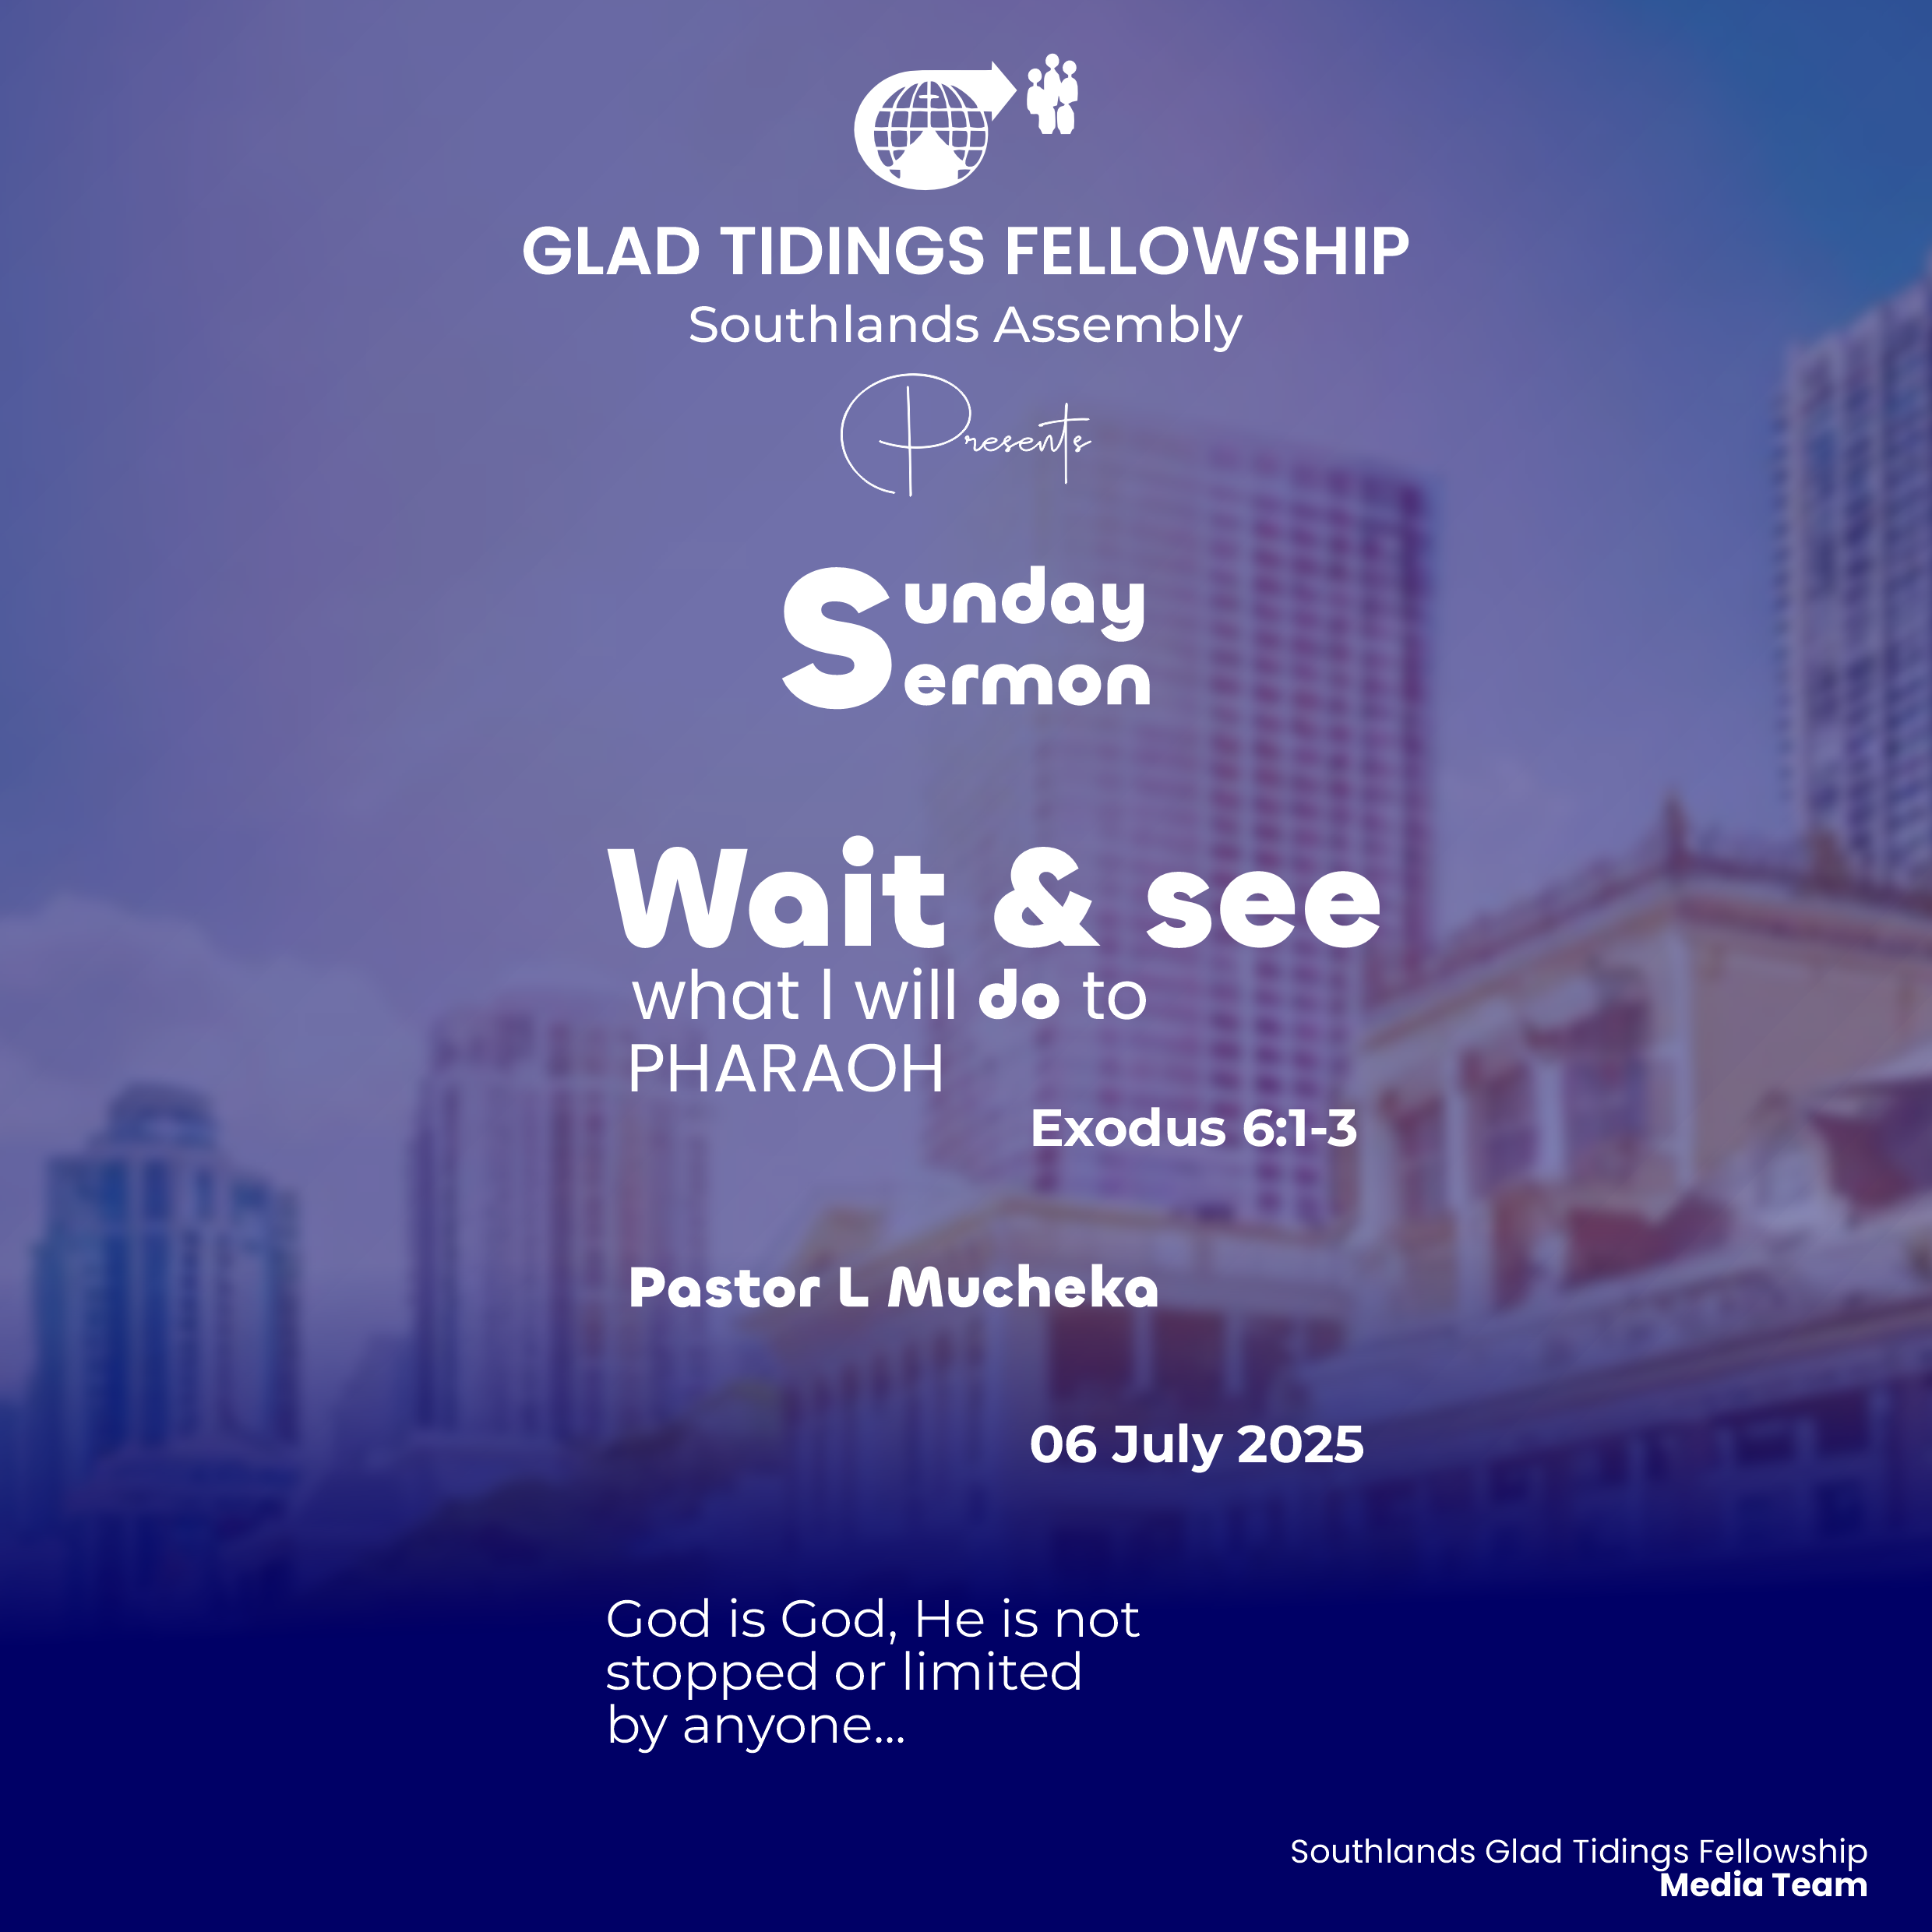 GLAD TIDINGS FELLOWSHIP
Southlands Assembly
Presents
Sunday
Sermon
Wait & see
what I will do to
PHARAOH
Exodus 6:1-3
Pastor L Mucheka
06 July 2025
God is God, He is not
stopped or limited
by anyone...
Southlands Glad Tidings Fellowship
Media Team